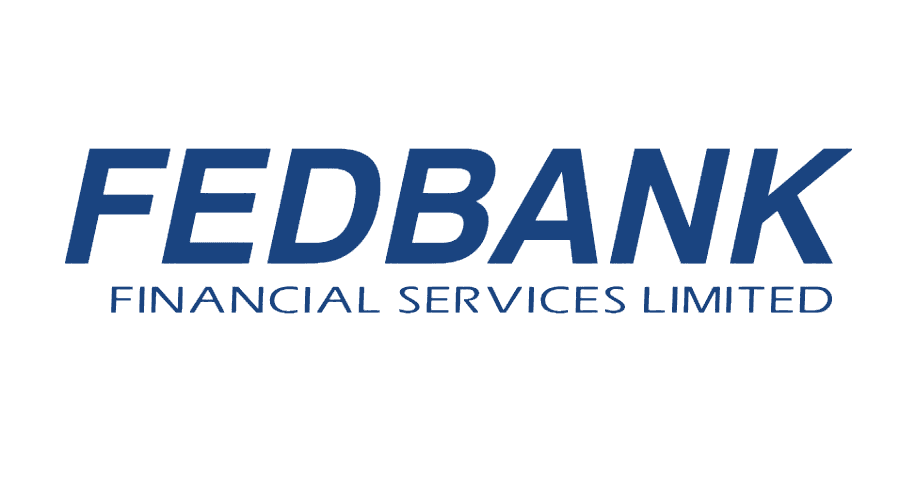 FEDBANK
FINANCIAL SERVICES LIMITED